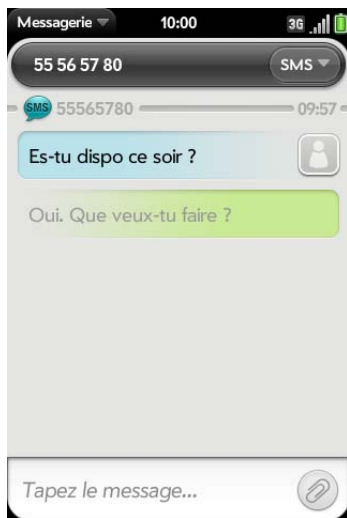 Messagerie 10:00 3G
55 56 57 80 SMS
SMS 55565780 09:57
Es-tu dispo ce soir ?
Oui. Que veux-tu faire ?
Tapez le message...